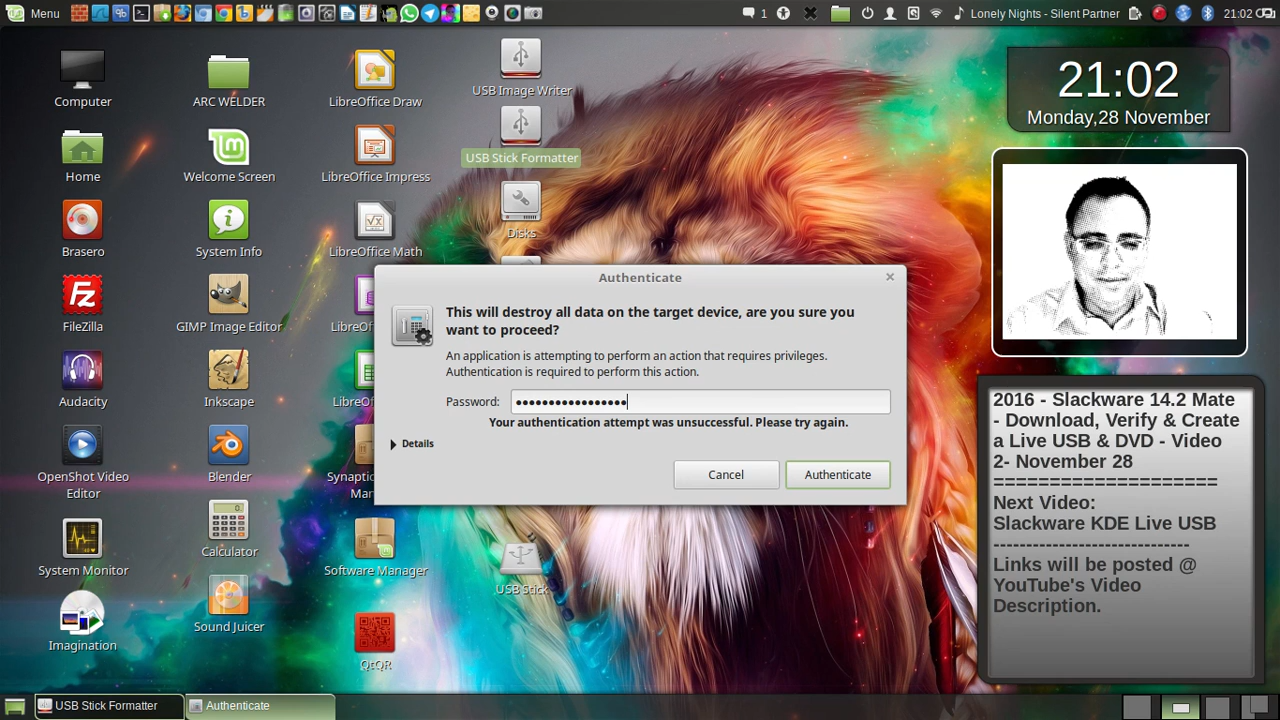 Menu
1
Lonely Nights - Silent Partner
21:02
Computer
ARC WELDER
LibreOffice Draw
USB Image Writer
Home
Welcome Screen
LibreOffice Impress
USB Stick Formatter
Brasero
System Info
LibreOffice Math
Disks
FileZilla
GIMP Image Editor
LibreOf
Audacity
Inkscape
LibreOf
OpenShot Video
Editor
Blender
Synaptic
Man
System Monitor
Calculator
Software Manager
USB Stick
Imagination
Sound Juicer
QtQR
Authenticate
This will destroy all data on the target device, are you sure you
want to proceed?
An application is attempting to perform an action that requires privileges.
Authentication is required to perform this action.
Password: •••••••••••••••••
Your authentication attempt was unsuccessful. Please try again.
Details
Cancel
Authenticate
21:02
Monday,28 November
2016 - Slackware 14.2 Mate
- Download, Verify & Create
a Live USB & DVD - Video
2- November 28
====================
Next Video:
Slackware KDE Live USB
---------------------------
Links will be posted @
YouTube's Video
Description.
USB Stick Formatter
Authenticate